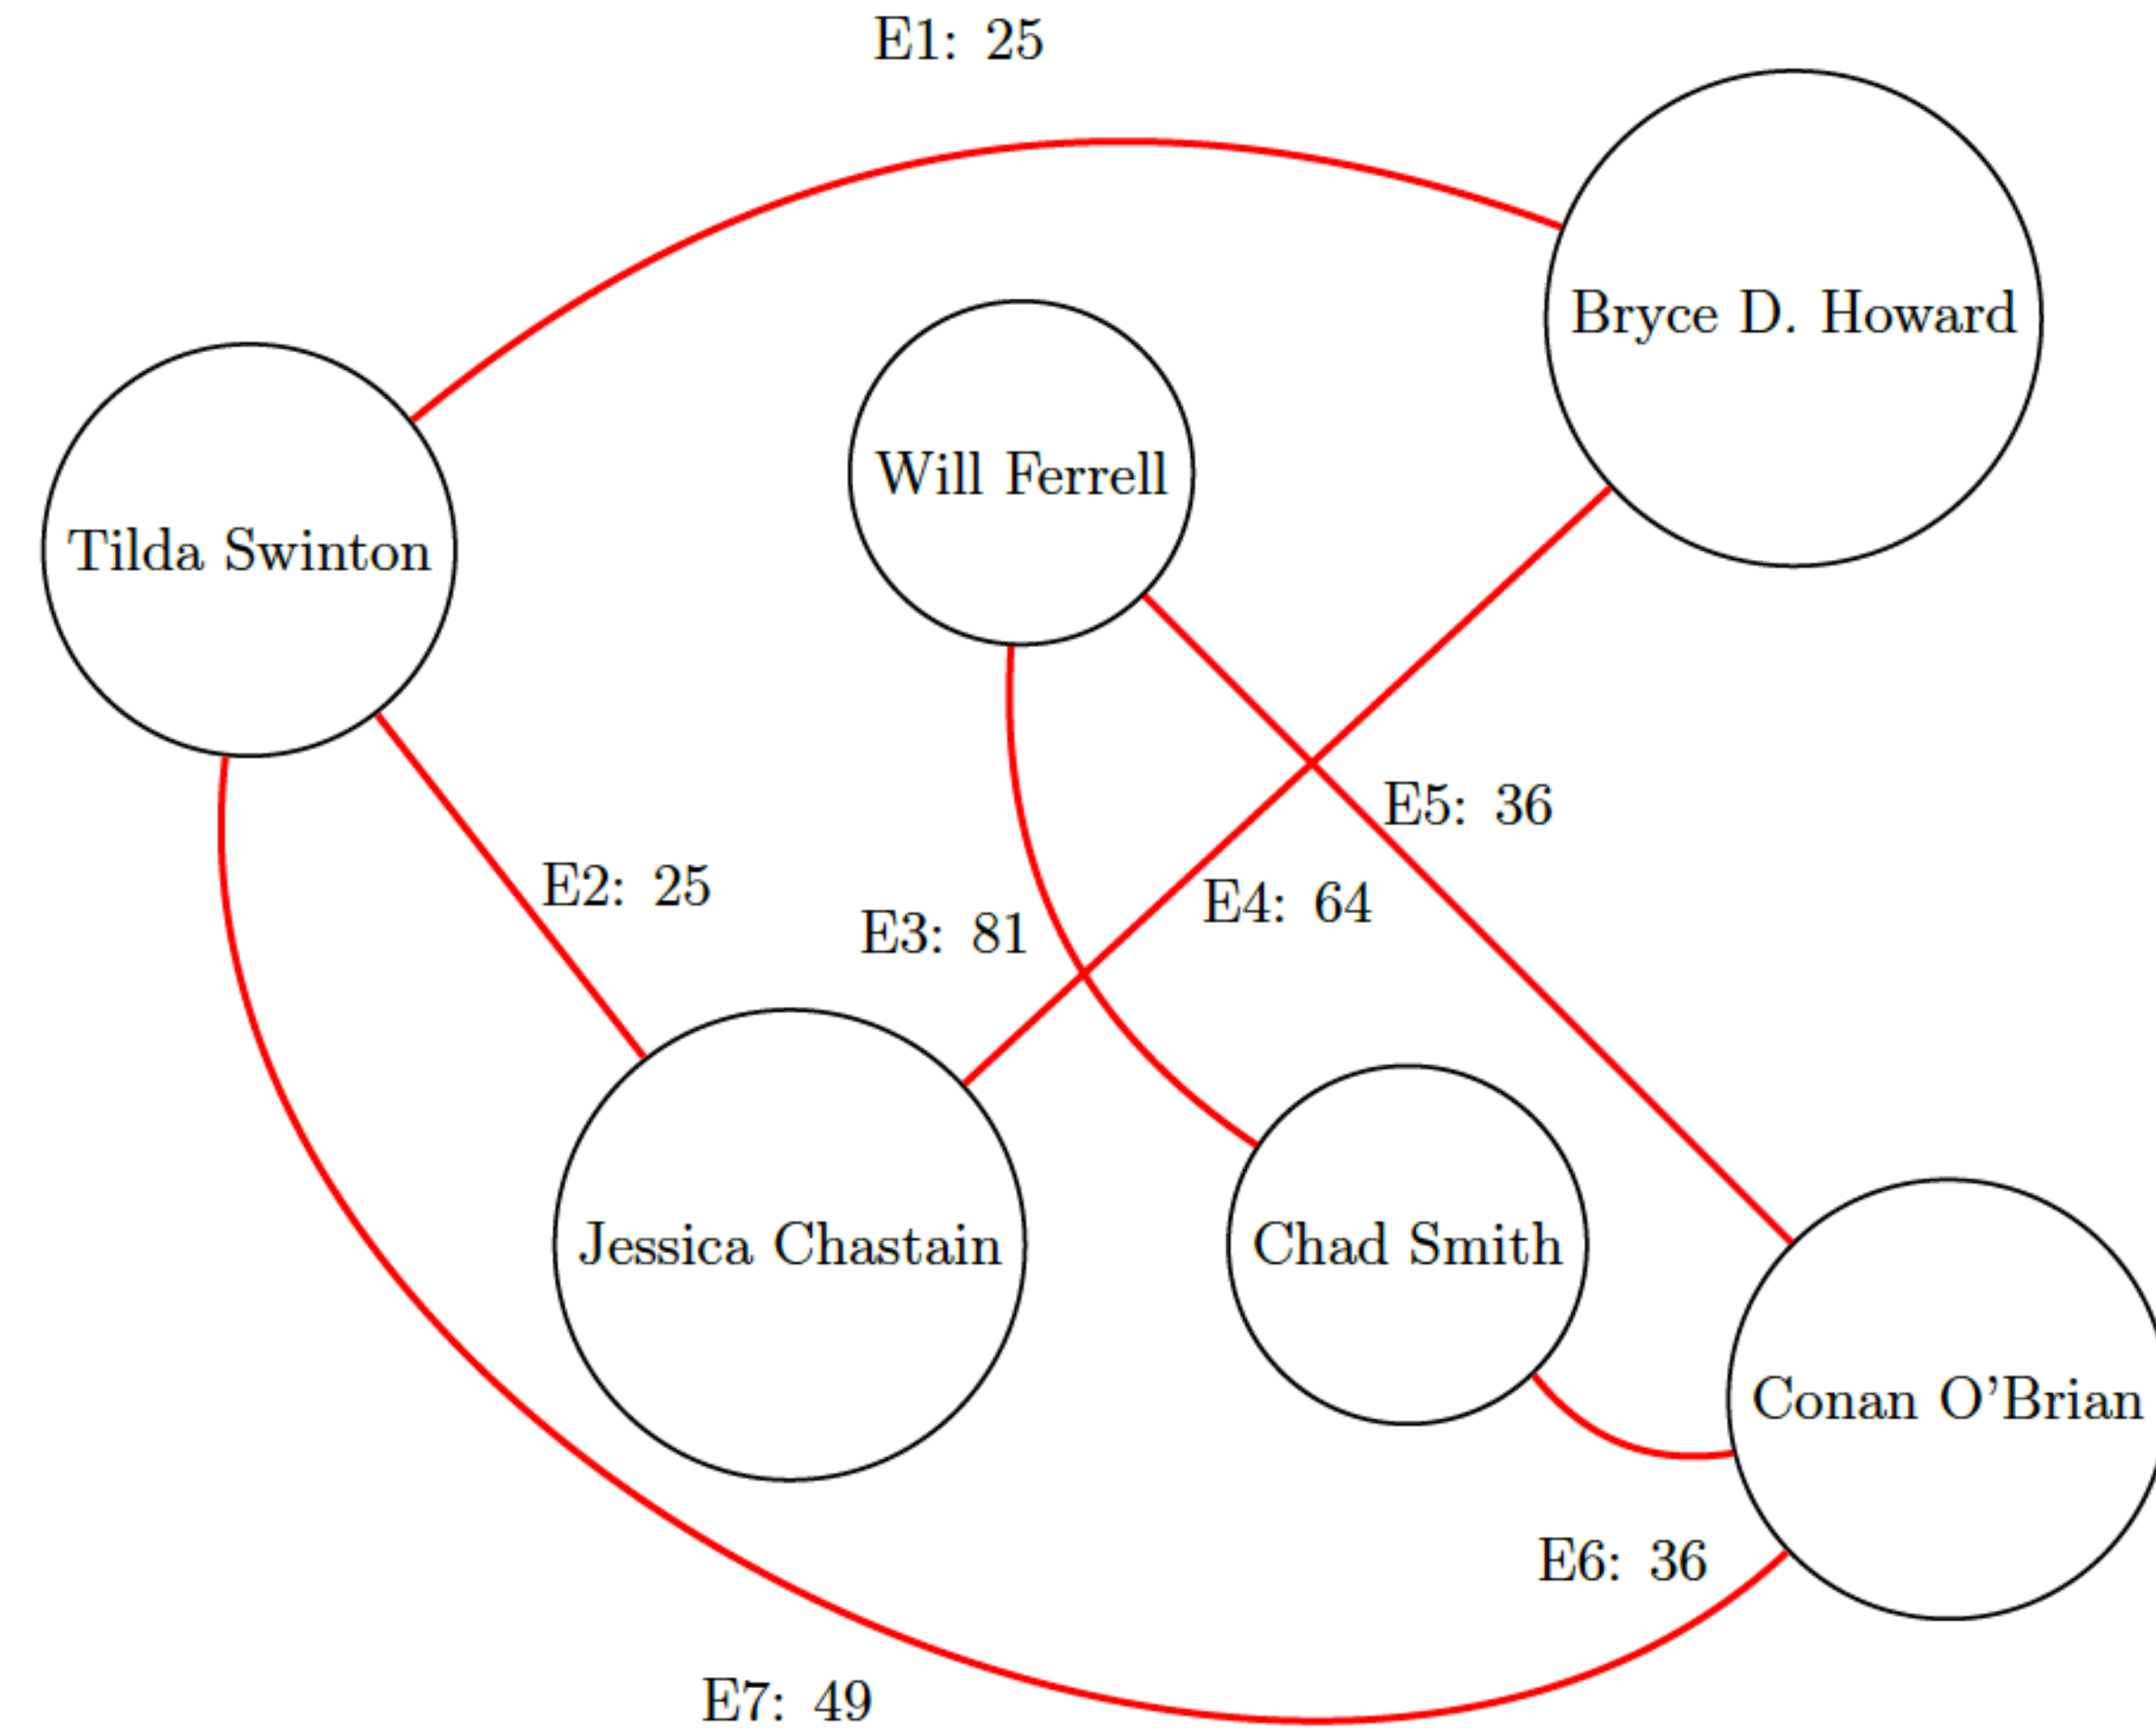 E1: 25
Bryce D. Howard
Will Ferrell
Tilda Swinton
E5: 36
E2: 25
E4: 64
E3: 81
Jessica Chastain
Chad Smith
Conan O'Brian
E6: 36
E7: 49